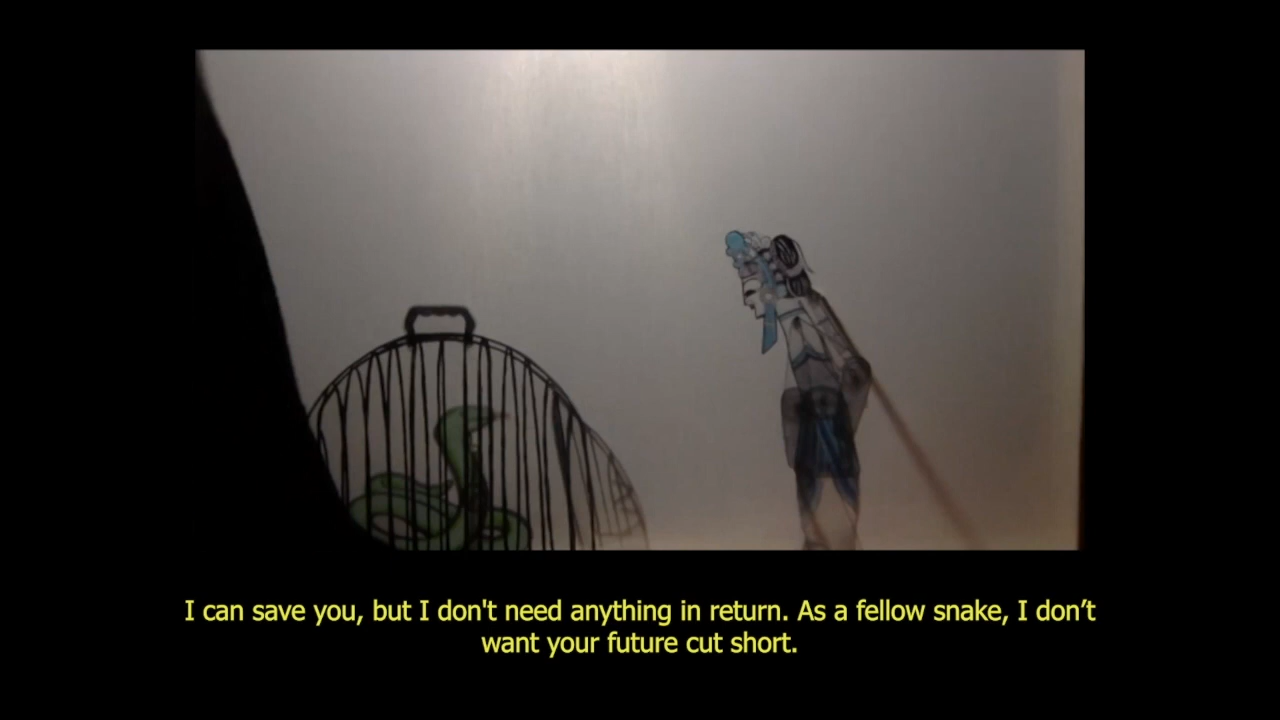 I can save you, but I don't need anything in return. As a fellow snake, I don’t
want your future cut short.